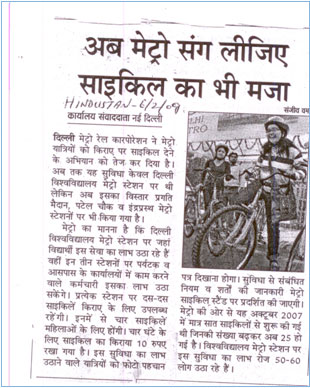 अब मेट्रो संग लीजिए
साइकिल का भी मजा
HINDUSTAN-6/2/09
कार्यालय संवाददाता नई दिल्ली
दिल्ली मेट्रो रेल कारपोरेशन ने मेट्रो
यात्रियों को किराए पर साइकिल देने
के अभियान को तेज कर दिया है।
अब तक यह सुविधा केवल दिल्ली
विश्वविद्यालय मेट्रो स्टेशन पर थी
लेकिन अब इसका विस्तार प्रगति
मैदान, पटेल चौक व इंद्रप्रस्थ मेट्रो
स्टेशनों पर भी किया गया है।
मेट्रो का मानना है कि दिल्ली
विश्वविद्यालय मेट्रो स्टेशन पर जहां
विद्यार्थी इस सेवा का लाभ उठा रहे हैं
वहीं इन तीन स्टेशनों पर पर्यटक व
आसपास के कार्यालयों में काम करने
वाले कर्मचारी इसका लाभ उठा
सकेंगे। प्रत्येक स्टेशन पर दस-दस
साइकिलें किराए के लिए उपलब्ध
रहेंगी। इनमें से चार साइकिलें
महिलाओं के लिए होंगी। चार घंटे के
लिए साइकिल का किराया 10 रुपए
रखा गया है। इस सुविधा का लाभ
उठाने वाले यात्रियों को फोटो पहचान
संजीव
पत्र दिखाना होगा। सुविधा से संबंधित
नियम व शर्तों की जानकारी मेट्रो
साइकिल स्टैंड पर प्रदर्शित की जाएगी।
मेट्रो की ओर से यह अक्टूबर 2007
में मात्र सात साइकिलों से शुरू की गई
थी जिनकी संख्या बढ़कर अब 25 हो
गई है। विश्वविद्यालय मेट्रो स्टेशन पर
इस सुविधा का लाभ रोज 50-60
लोग उठा रहे हैं।